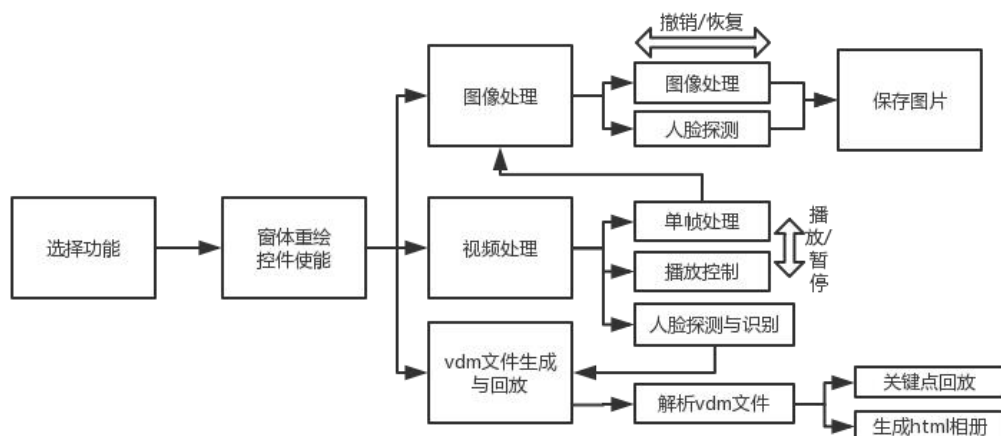 撤销/恢复
图像处理
图像处理
人脸探测
保存图片
选择功能
窗体重绘
控件使能
视频处理
单帧处理
播放控制
人脸探测与识别
播
放/
暂
停
vdm文件生成
与回放
解析vdm文件
关键点回放
生成html相册